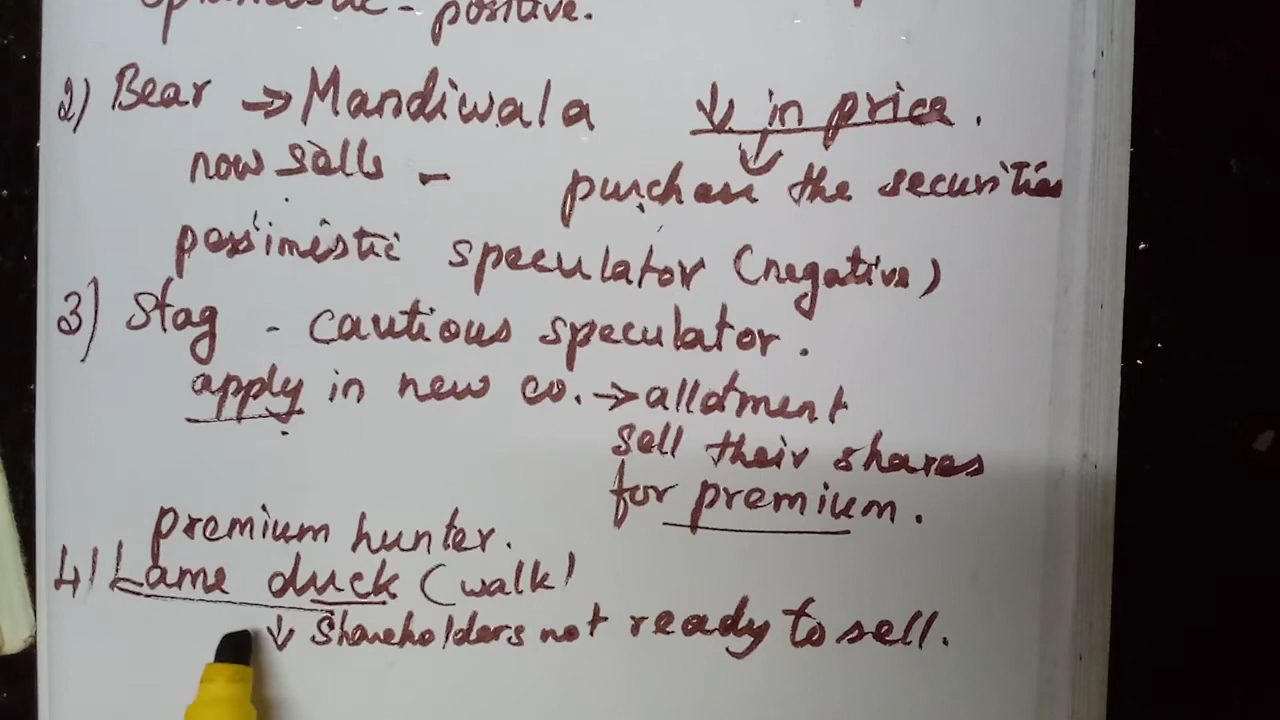 - positive.
2) Bear → Mandiwala ↓ in price.
↓
now sells - purchase the securities
pessimistic speculator (negative)
3) Stag - cautious speculator.
apply in new co. → allotment
sell their shares
for premium.
premium hunter.
4) Lame duck (walk)
↓ Shareholders not ready to sell.